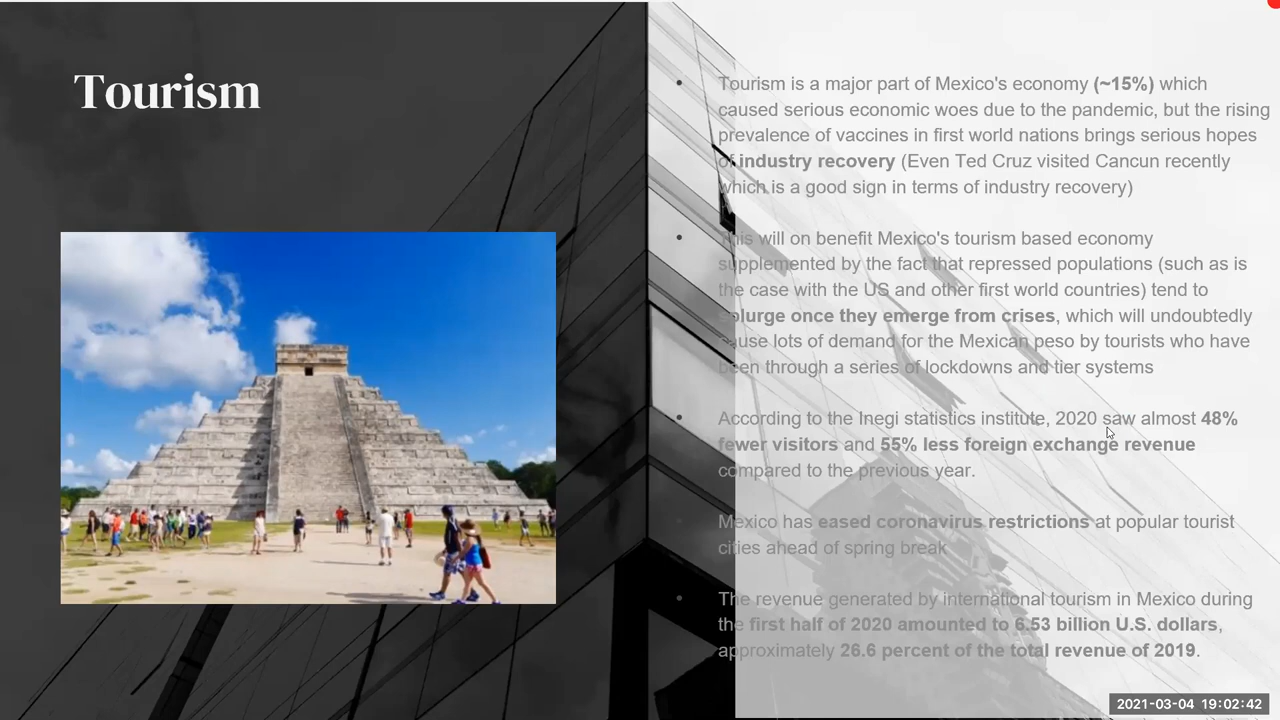 Tourism
• Tourism is a major part of Mexico's economy (~15%) which
caused serious economic woes due to the pandemic, but the rising
prevalence of vaccines in first world nations brings serious hopes
of industry recovery (Even Ted Cruz visited Cancun recently
which is a good sign in terms of industry recovery)
• This will on benefit Mexico's tourism based economy
supplemented by the fact that repressed populations (such as is
the case with the US and other first world countries) tend to
splurge once they emerge from crises, which will undoubtedly
cause lots of demand for the Mexican peso by tourists who have
been through a series of lockdowns and tier systems
• According to the Inegi statistics institute, 2020 saw almost 48%
fewer visitors and 55% less foreign exchange revenue
compared to the previous year.
• Mexico has eased coronavirus restrictions at popular tourist
cities ahead of spring break
• The revenue generated by international tourism in Mexico during
the first half of 2020 amounted to 6.53 billion U.S. dollars,
approximately 26.6 percent of the total revenue of 2019.
2021-03-04 19:02:42